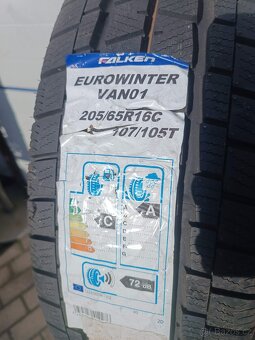 FALKEN
EUROWINTER
VAN01
205/65R16C
107/105T
C
A
72 dB